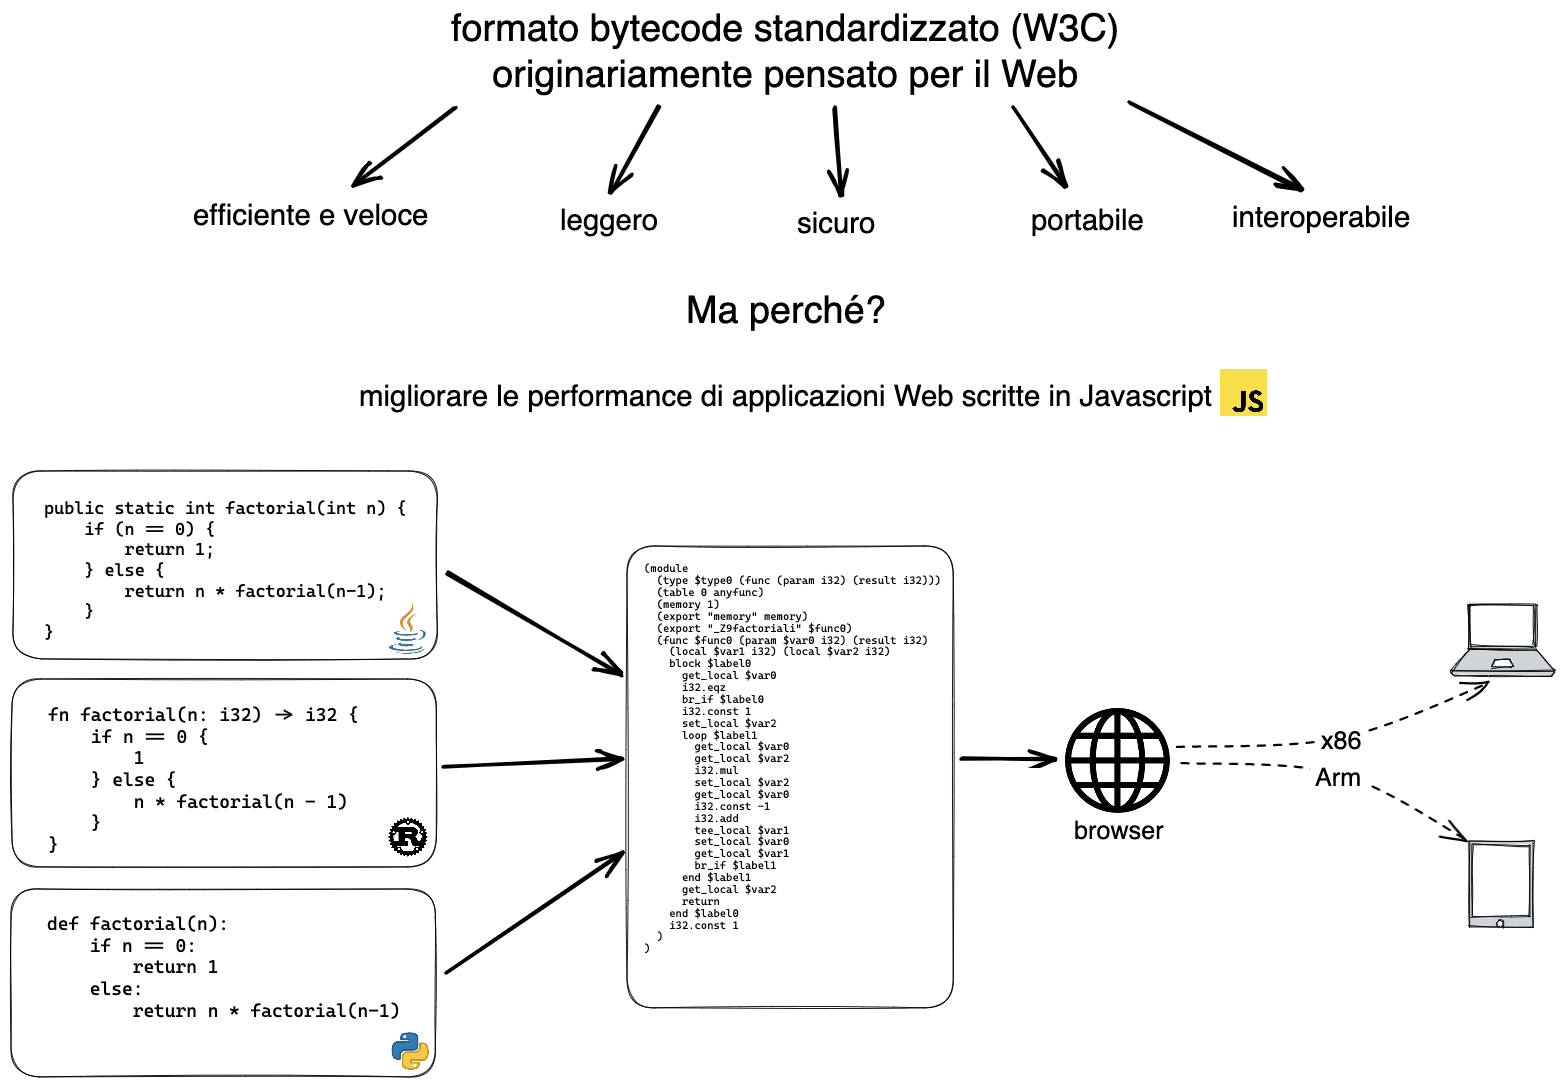 formato bytecode standardizzato (W3C)
originariamente pensato per il Web
efficiente e veloce
leggero
sicuro
portabile
interoperabile
Ma perché?
migliorare le performance di applicazioni Web scritte in Javascript
JS
public static int factorial(int n) {
    if (n == 0) {
        return 1;
    } else {
        return n * factorial(n-1);
    }
}
fn factorial(n: i32) -> i32 {
    if n == 0 {
        1
    } else {
        n * factorial(n - 1)
    }
}
R
def factorial(n):
    if n == 0:
        return 1
    else:
        return n * factorial(n-1)
(module
  (type $type0 (func (param i32) (result i32)))
  (table 0 anyfunc)
  (memory 1)
  (export "memory" memory)
  (export "_Z9factoriali" $func0)
  (func $func0 (param $var0 i32) (result i32)
    (local $var1 i32) (local $var2 i32)
    block $label0
      get_local $var0
      i32.eqz
      br_if $label0
      i32.const 1
      set_local $var2
      loop $label1
        get_local $var0
        get_local $var2
        i32.mul
        set_local $var2
        get_local $var0
        i32.const -1
        i32.add
        tee_local $var1
        set_local $var0
        get_local $var1
        br_if $label1
      end $label1
      get_local $var2
      return
    end $label0
    i32.const 1
  )
)
browser
x86
Arm